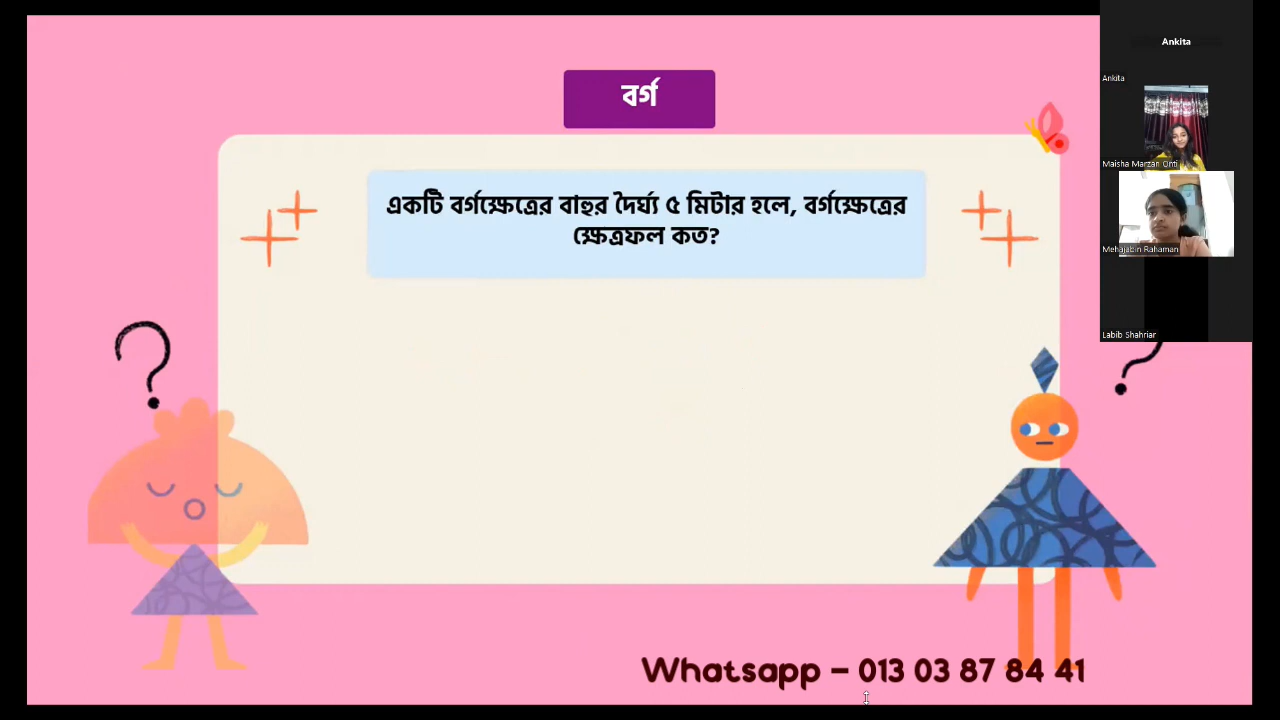 বর্গ
একটি বর্গক্ষেত্রের বাহুর দৈর্ঘ্য ৫ মিটার হলে, বর্গক্ষেত্রের
ক্ষেত্রফল কত?
Whatsapp - 013 03 87 84 41
Ankita
Ankita
Maisha Marzan Onti
Mehajabin Rahaman
Labib Shahriar